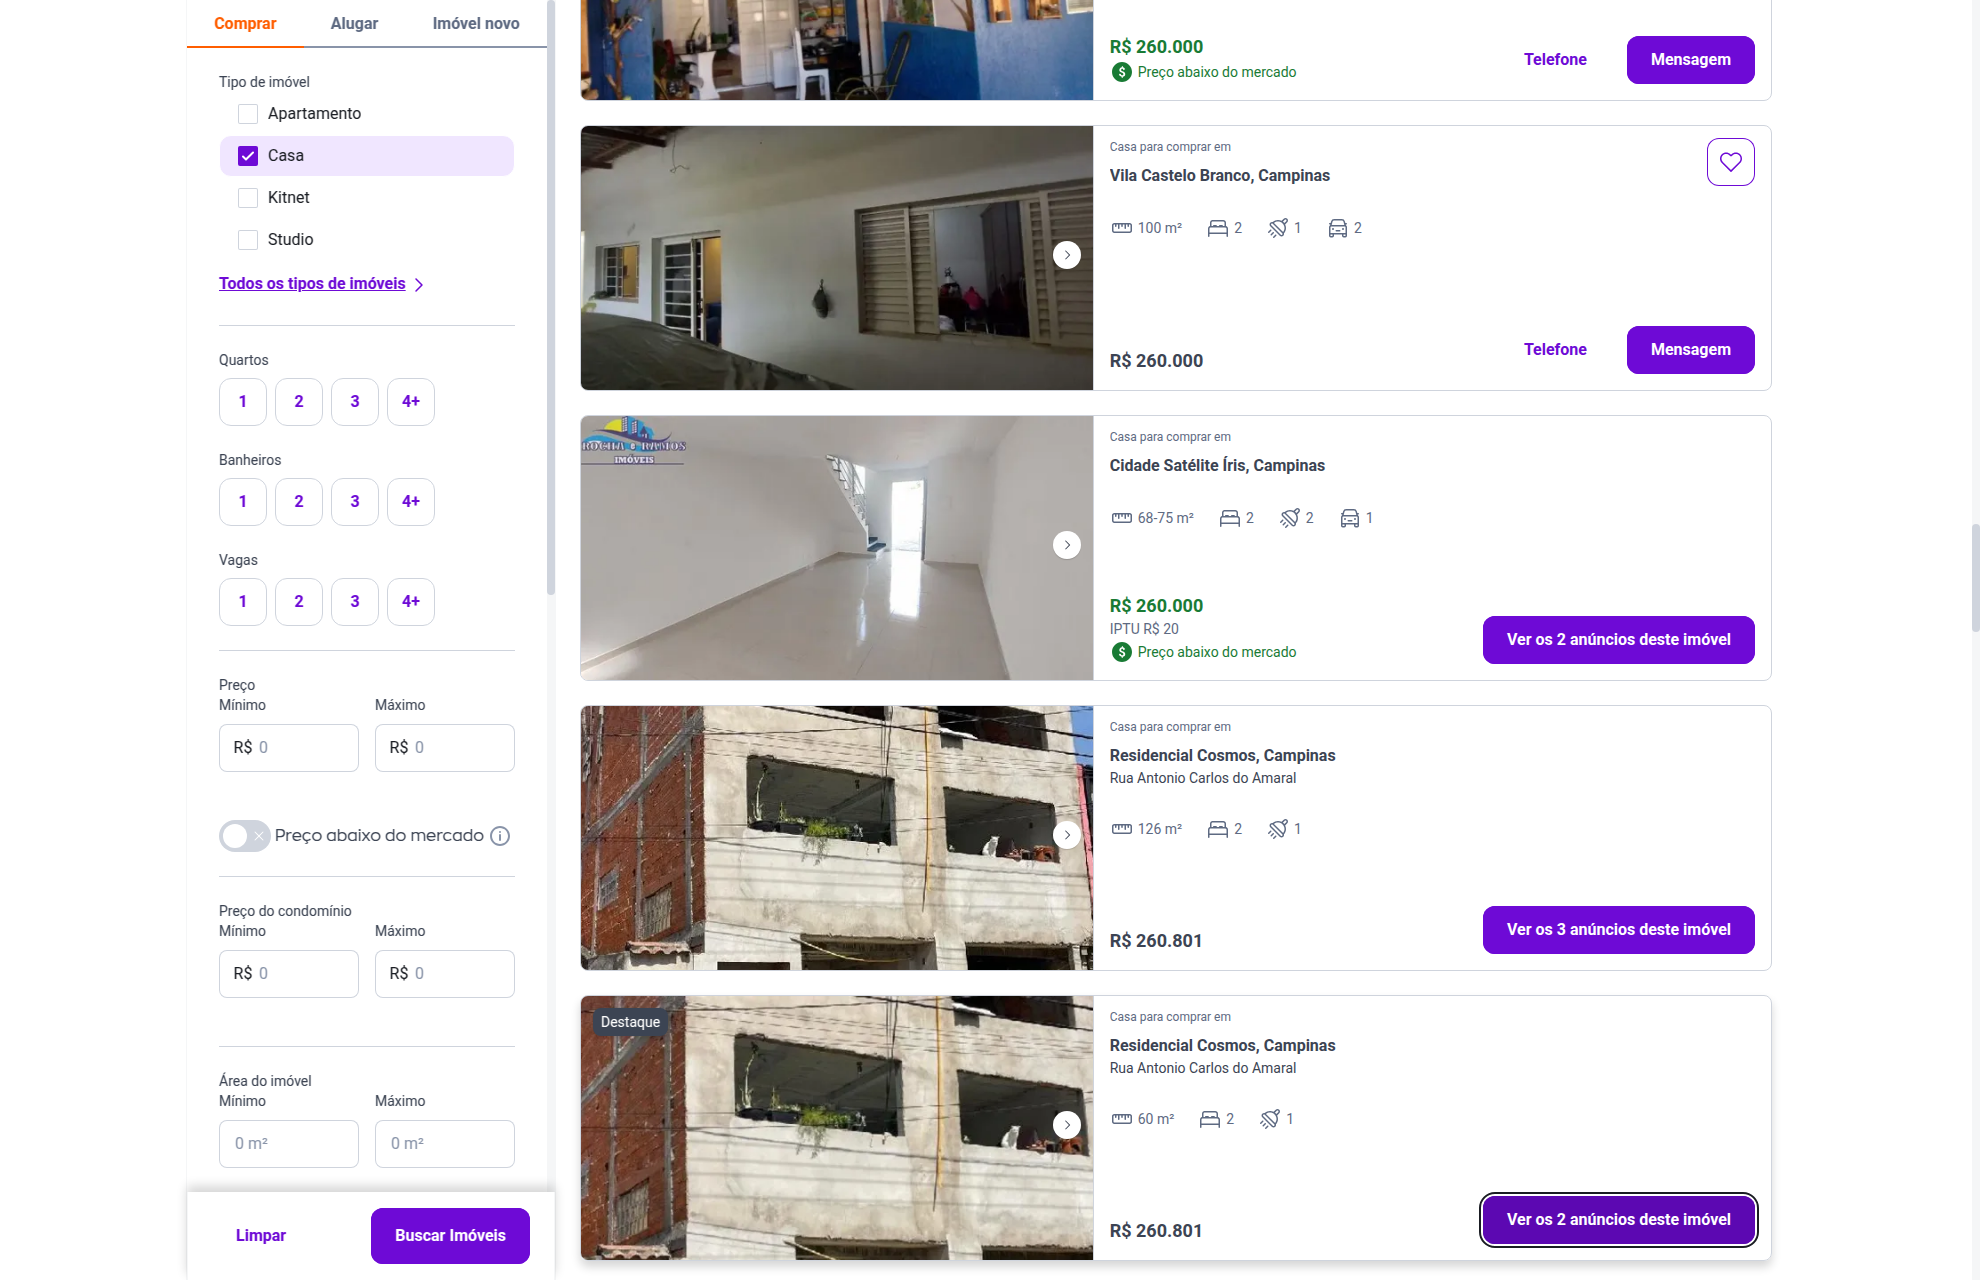 Comprar
Alugar
Imóvel novo
Tipo de imóvel
Apartamento
Casa
Kitnet
Studio
Todos os tipos de imóveis
Quartos
1
2
3
4+
Banheiros
1
2
3
4+
Vagas
1
2
3
4+
Preço
Mínimo
Máximo
R$ 0
R$ 0
Preço abaixo do mercado
Preço do condomínio
Mínimo
Máximo
R$ 0
R$ 0
Área do imóvel
Mínimo
Máximo
0 m²
0 m²
Limpar
Buscar Imóveis
R$ 260.000
Preço abaixo do mercado
Telefone
Mensagem
Casa para comprar em
Vila Castelo Branco, Campinas
100 m²
2
1
2
R$ 260.000
Telefone
Mensagem
ROCHA & RAMOS
IMÓVEIS
Casa para comprar em
Cidade Satélite Íris, Campinas
68-75 m²
2
2
1
R$ 260.000
IPTU R$ 20
Preço abaixo do mercado
Ver os 2 anúncios deste imóvel
Casa para comprar em
Residencial Cosmos, Campinas
Rua Antonio Carlos do Amaral
126 m²
2
1
R$ 260.801
Ver os 3 anúncios deste imóvel
Destaque
Casa para comprar em
Residencial Cosmos, Campinas
Rua Antonio Carlos do Amaral
60 m²
2
1
R$ 260.801
Ver os 2 anúncios deste imóvel